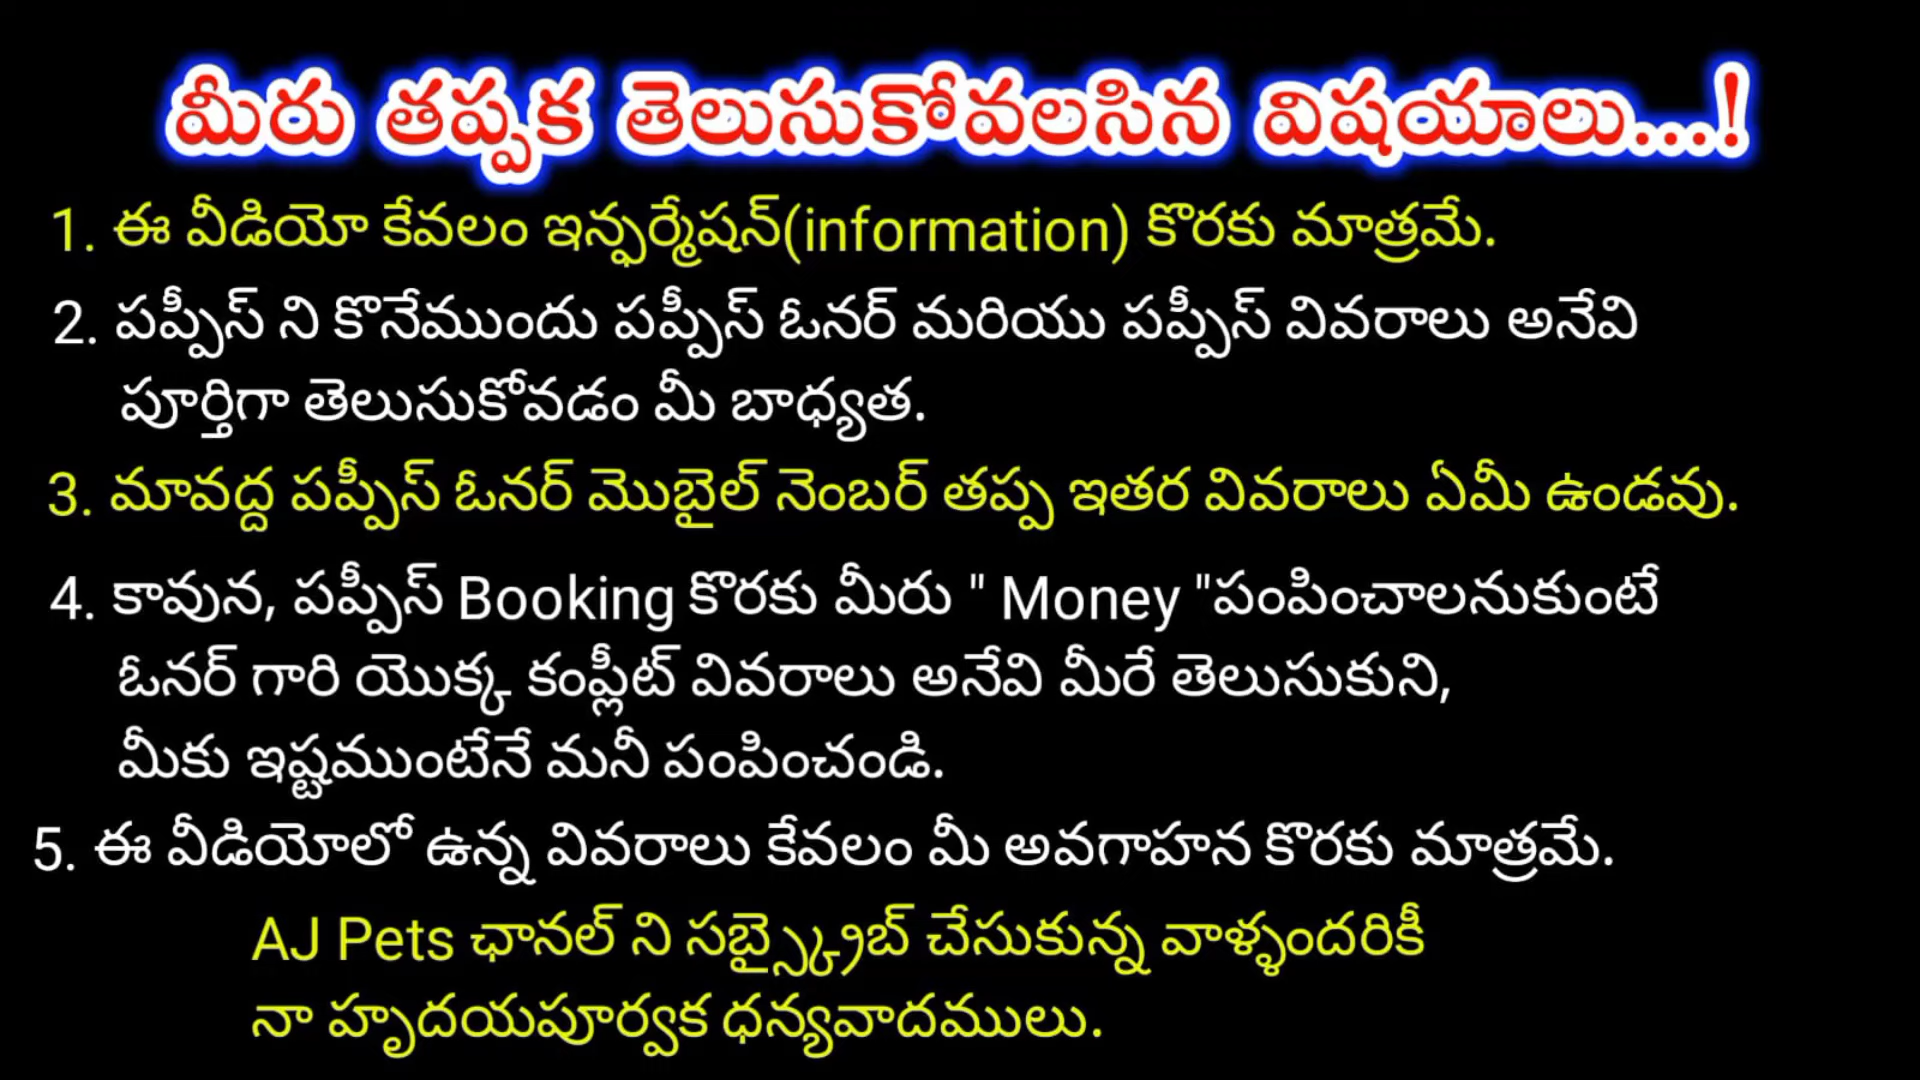 మీరు తప్పక తెలుసుకోవలసిన విషయాలు...!
1. ఈ వీడియో కేవలం ఇన్ఫర్మేషన్(information) కొరకు మాత్రమే.
2. పప్పీస్ ని కొనేముందు పప్పీస్ ఓనర్ మరియు పప్పీస్ వివరాలు అనేవి
పూర్తిగా తెలుసుకోవడం మీ బాధ్యత.
3. మావద్ద పప్పీస్ ఓనర్ మొబైల్ నెంబర్ తప్ప ఇతర వివరాలు ఏమీ ఉండవు.
4. కావున, పప్పీస్ Booking కొరకు మీరు " Money "పంపించాలనుకుంటే
ఓనర్ గారి యొక్క కంప్లీట్ వివరాలు అనేవి మీరే తెలుసుకుని,
మీకు ఇష్టముంటేనే మనీ పంపించండి.
5. ఈ వీడియోలో ఉన్న వివరాలు కేవలం మీ అవగాహన కొరకు మాత్రమే.
AJ Pets ఛానల్ ని సబ్స్క్రైబ్ చేసుకున్న వాళ్ళందరికీ
నా హృదయపూర్వక ధన్యవాదములు.